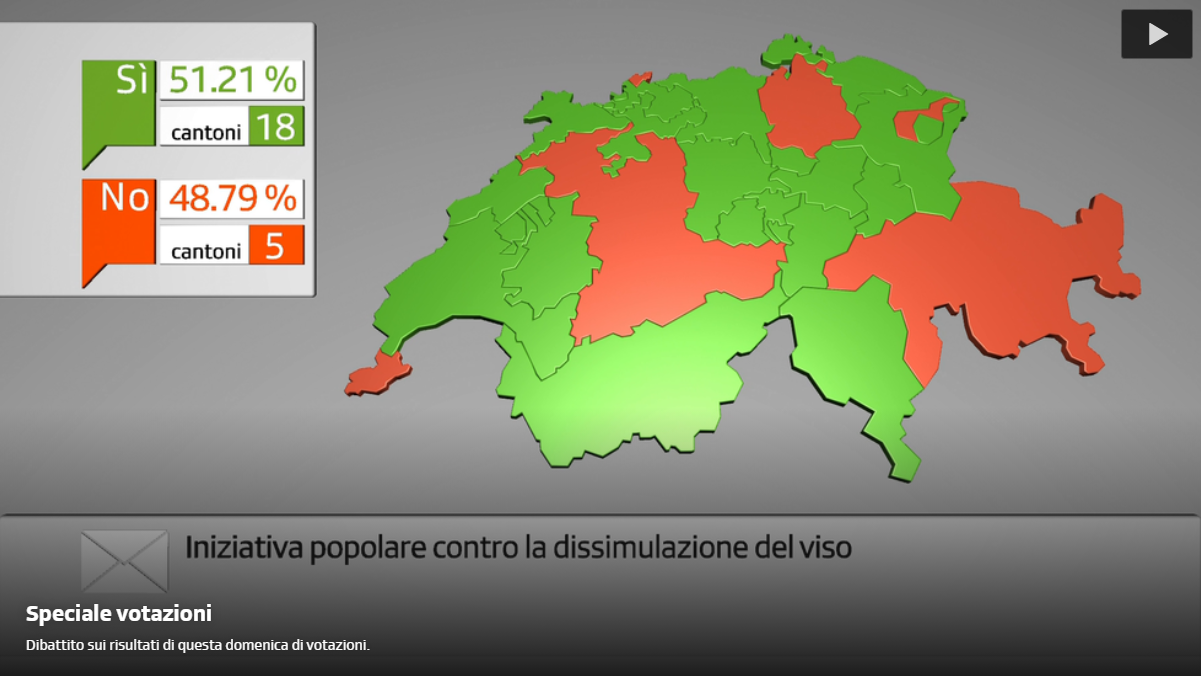 Sì 51.21 %
cantoni 18
No 48.79 %
cantoni 5
Iniziativa popolare contro la dissimulazione del viso
Speciale votazioni
Dibattito sui risultati di questa domenica di votazioni.